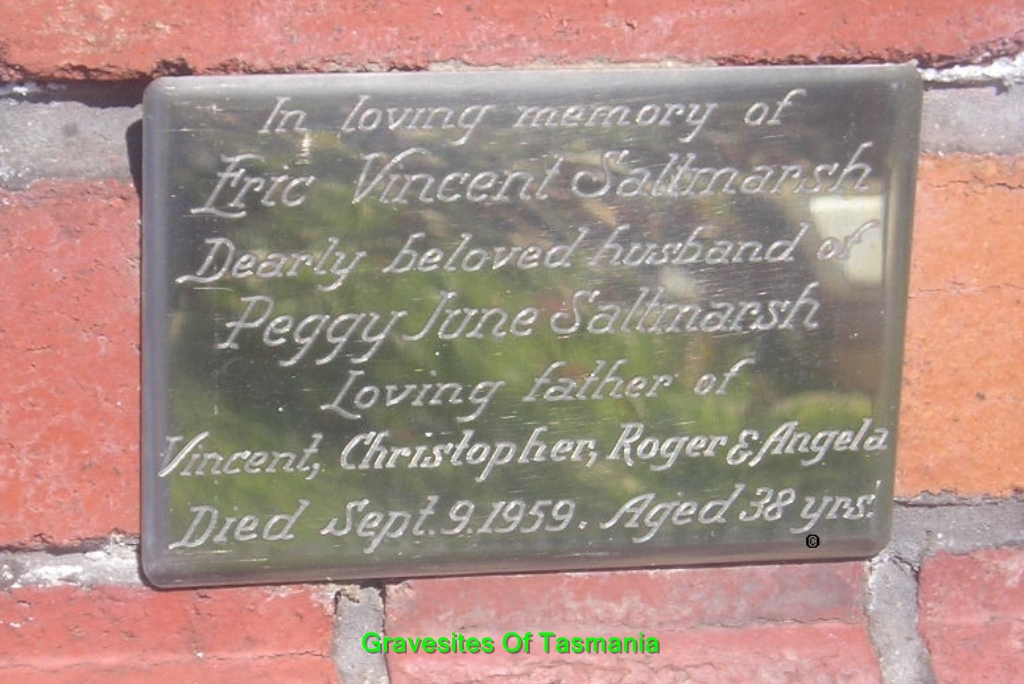 In loving memory of
Eric Vincent Saltmarsh
Dearly beloved husband of
Peggy June Saltmarsh
Loving father of
Vincent, Christopher, Roger & Angela
Died Sept. 9. 1959. Aged 38 yrs.
©
Gravesites Of Tasmania